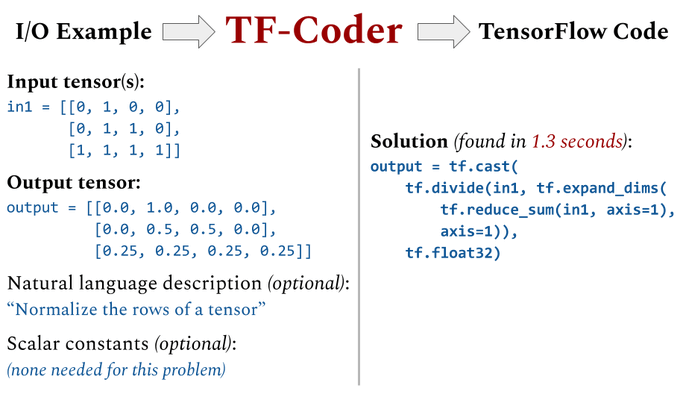 I/O Example TF-Coder TensorFlow Code
Input tensor(s):
in1 = [[0, 1, 0, 0],
[0, 1, 1, 0],
[1, 1, 1, 1]]
Output tensor:
output = [[0.0, 1.0, 0.0, 0.0],
[0.0, 0.5, 0.5, 0.0],
[0.25, 0.25, 0.25, 0.25]]
Natural language description (optional):
“Normalize the rows of a tensor”
Scalar constants (optional):
(none needed for this problem)
Solution (found in 1.3 seconds):
output = tf.cast(
tf.divide(in1, tf.expand_dims(
tf.reduce_sum(in1, axis=1),
axis=1)),
tf.float32)